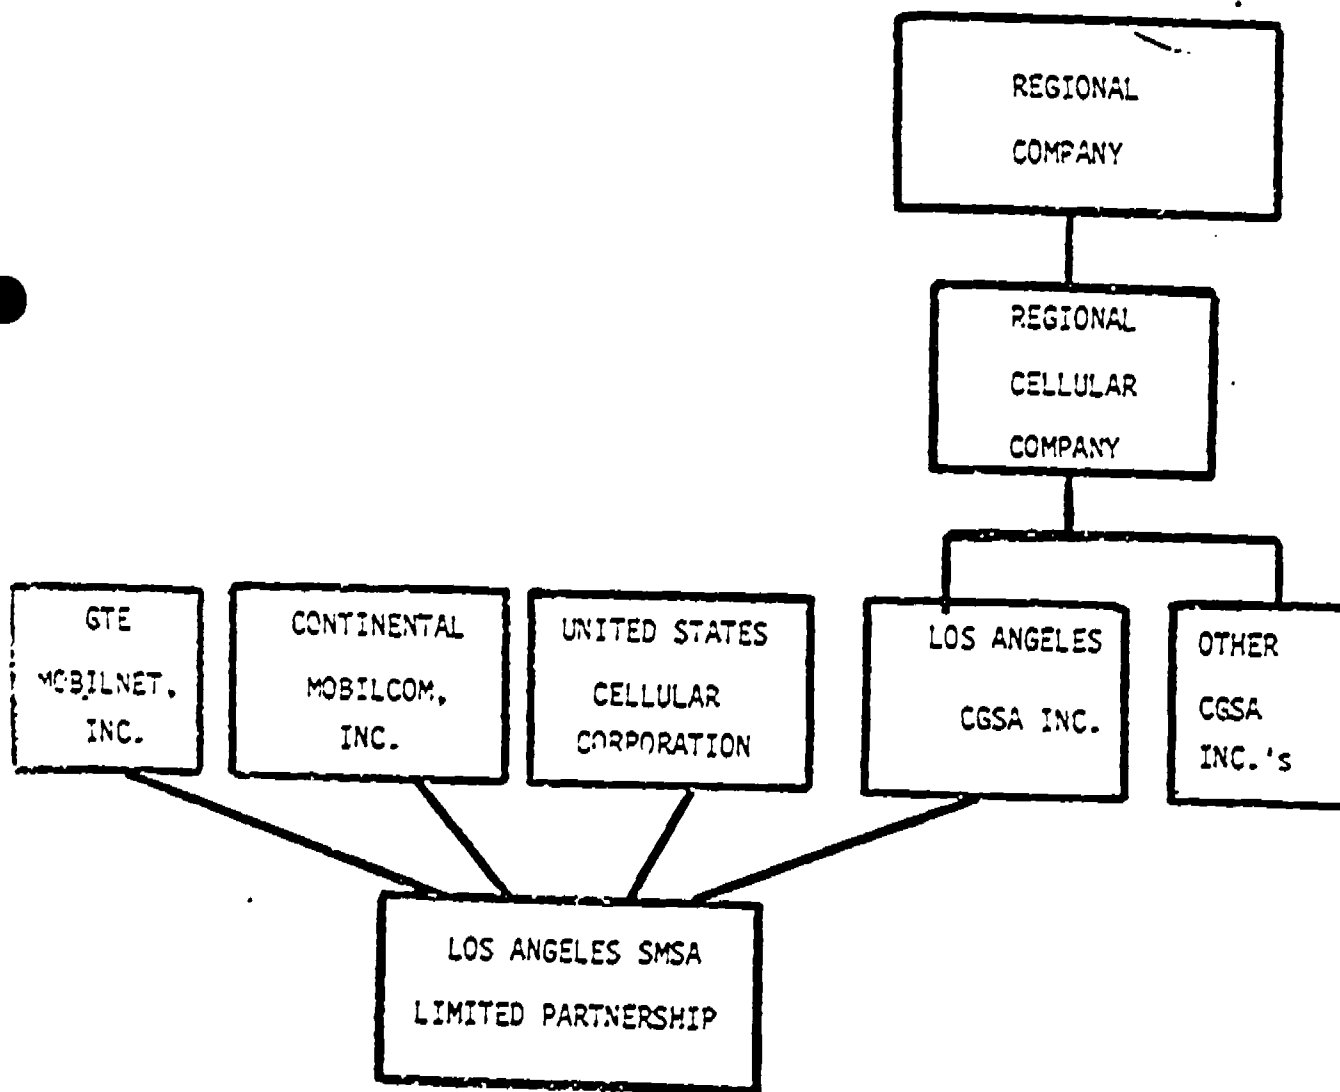 REGIONAL
COMPANY
REGIONAL
CELLULAR
COMPANY
GTE
MOBILNET,
INC.
CONTINENTAL
MOBILCOM,
INC.
UNITED STATES
CELLULAR
CORPORATION
LOS ANGELES
CGSA INC.
OTHER
CGSA
INC.'s
LOS ANGELES SMSA
LIMITED PARTNERSHIP